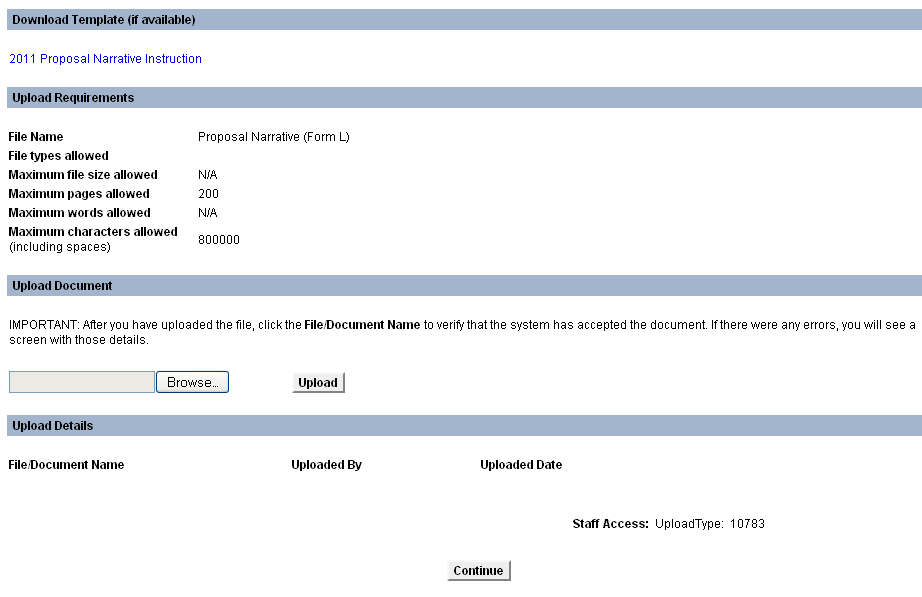 Download Template (if available)
2011 Proposal Narrative Instruction
Upload Requirements
File Name Proposal Narrative (Form L)
File types allowed
Maximum file size allowed N/A
Maximum pages allowed 200
Maximum words allowed N/A
Maximum characters allowed
(including spaces) 800000
Upload Document
IMPORTANT: After you have uploaded the file, click the File/Document Name to verify that the system has accepted the document. If there were any errors, you will see a
screen with those details.
Browse... Upload
Upload Details
File/Document Name Uploaded By Uploaded Date
Staff Access: UploadType: 10783
Continue